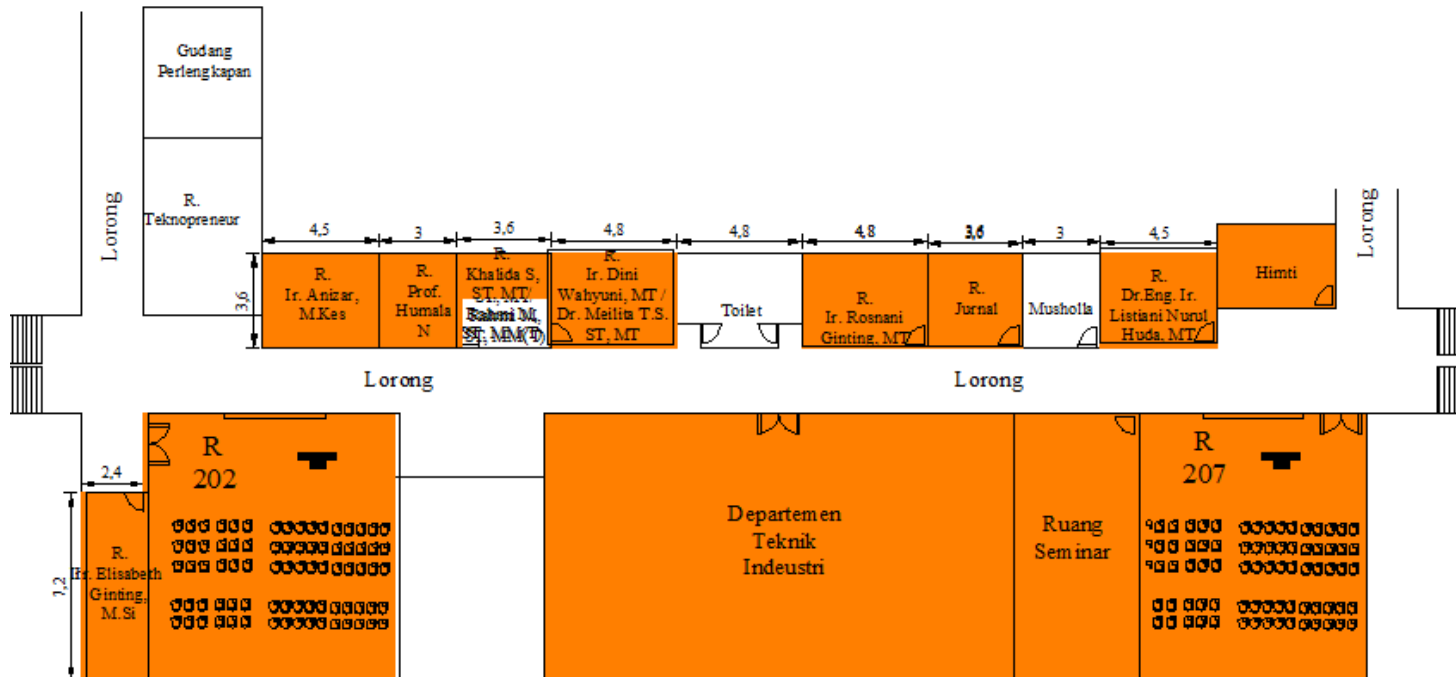 Gudang
Perlengkapan
R.
Teknopreneur
Lorong
4,5
3
3,6
4,8
4,8
4,8
3,6
3
4,5
3,6
R.
Ir. Anizar,
M.Kes
R.
Prof.
Humala
N
R.
Khalida S,
ST, MT/
ST, MM(T)
R.
Ir. Dini
Wahyuni, MT /
Dr. Meilita T.S.
ST, MT
Toilet
R.
Ir. Rosnani
Ginting, MT
R.
Jurnal
Musholla
R.
Dr.Eng. Ir.
Listiani Nurul
Huda, MT
Himti
Lorong
Lorong
Lorong
2,4
R
202
R.
Ir. Elisabeth
Ginting,
M.Si
Departemen
Teknik
Indeustri
Ruang
Seminar
R
207